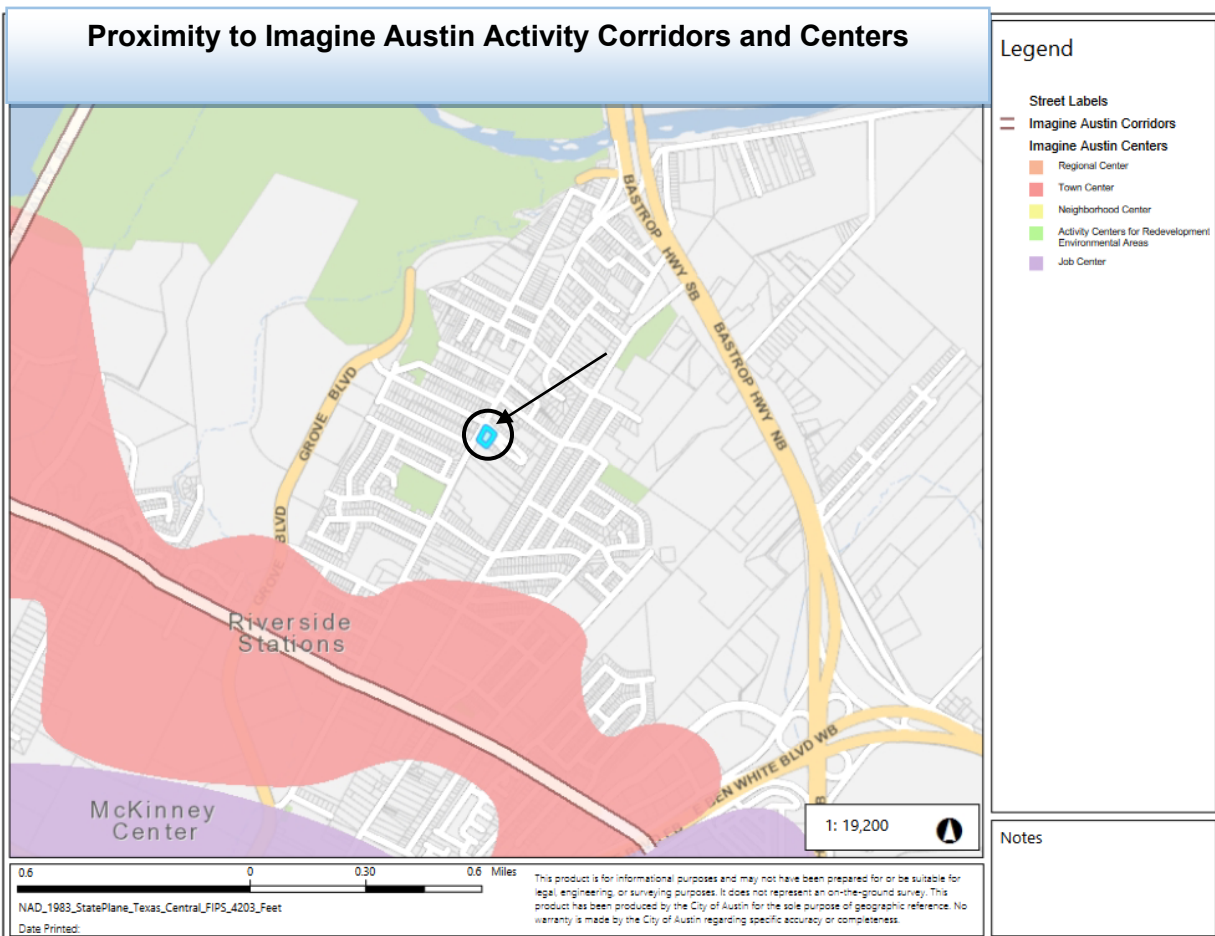 Proximity to Imagine Austin Activity Corridors and Centers
Legend
Street Labels
Imagine Austin Corridors
Imagine Austin Centers
Regional Center
Town Center
Neighborhood Center
Activity Centers for Redevelopment
Environmental Areas
Job Center
BASTROP HWY SB
BASTROP HWY NB
GROVE BLVD
GROVE BLVD
Riverside
Stations
McKinney
Center
E BEN WHITE BLVD WB
EB
B
1: 19,200
Notes
0.6
0
0.30
0.6
Miles
NAD_1983_StatePlane_Texas_Central_FIPS_4203_Feet
Date Printed:
This product is for informational purposes and may not have been prepared for or be suitable for
legal, engineering, or surveying purposes. It does not represent an on-the-ground survey. This
product has been produced by the City of Austin for the sole purpose of geographic reference. No
warranty is made by the City of Austin regarding specific accuracy or completeness.